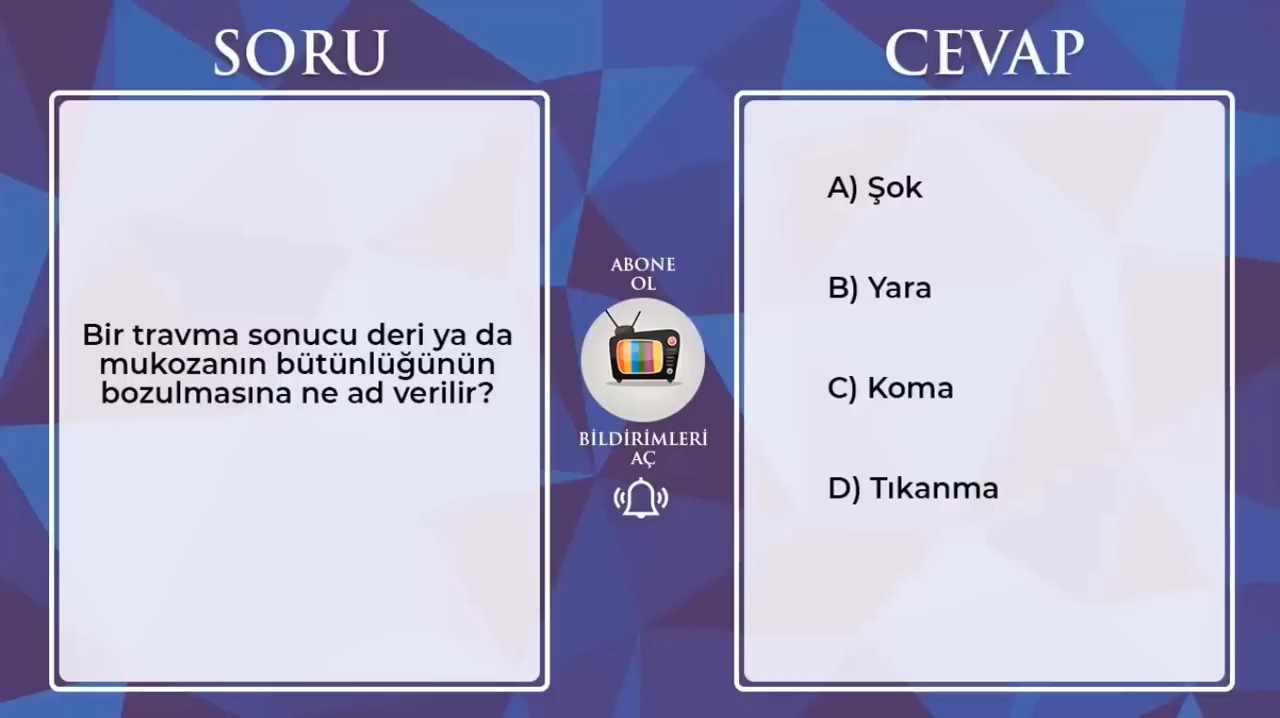 SORU
Bir travma sonucu deri ya da
mukozanın bütünlüğünün
bozulmasına ne ad verilir?
ABONE
OL
BİLDİRİMLERİ
AÇ
CEVAP
A) Şok
B) Yara
C) Koma
D) Tıkanma